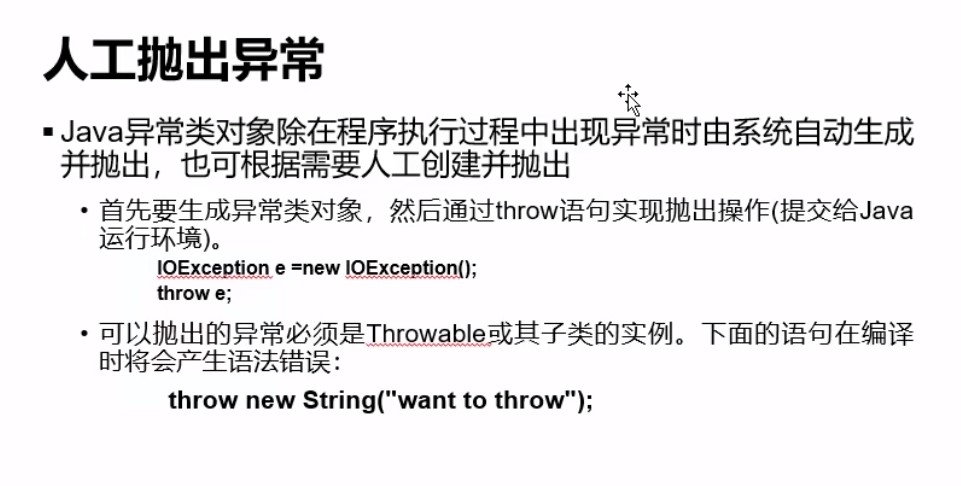 人工抛出异常
▪ Java异常类对象除在程序执行过程中出现异常时由系统自动生成
并抛出，也可根据需要人工创建并抛出
• 首先要生成异常类对象，然后通过throw语句实现抛出操作(提交给Java
运行环境)。
IOException e =new IOException();
throw e;
• 可以抛出的异常必须是Throwable或其子类的实例。下面的语句在编译
时将会产生语法错误：
throw new String("want to throw");